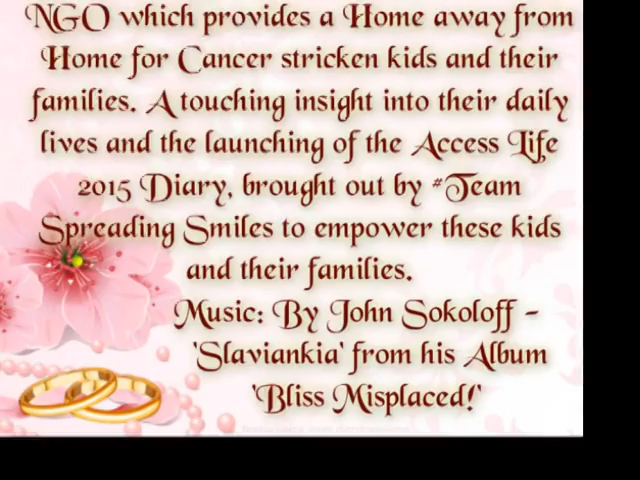 NGO which provides a Home away from
Home for Cancer stricken kids and their
families. A touching insight into their daily
lives and the launching of the Access Life
2015 Diary, brought out by #Team
Spreading Smiles to empower these kids
and their families.
Music: By John Sokoloff -
'Slaviankia' from his Album
'Bliss Misplaced!'